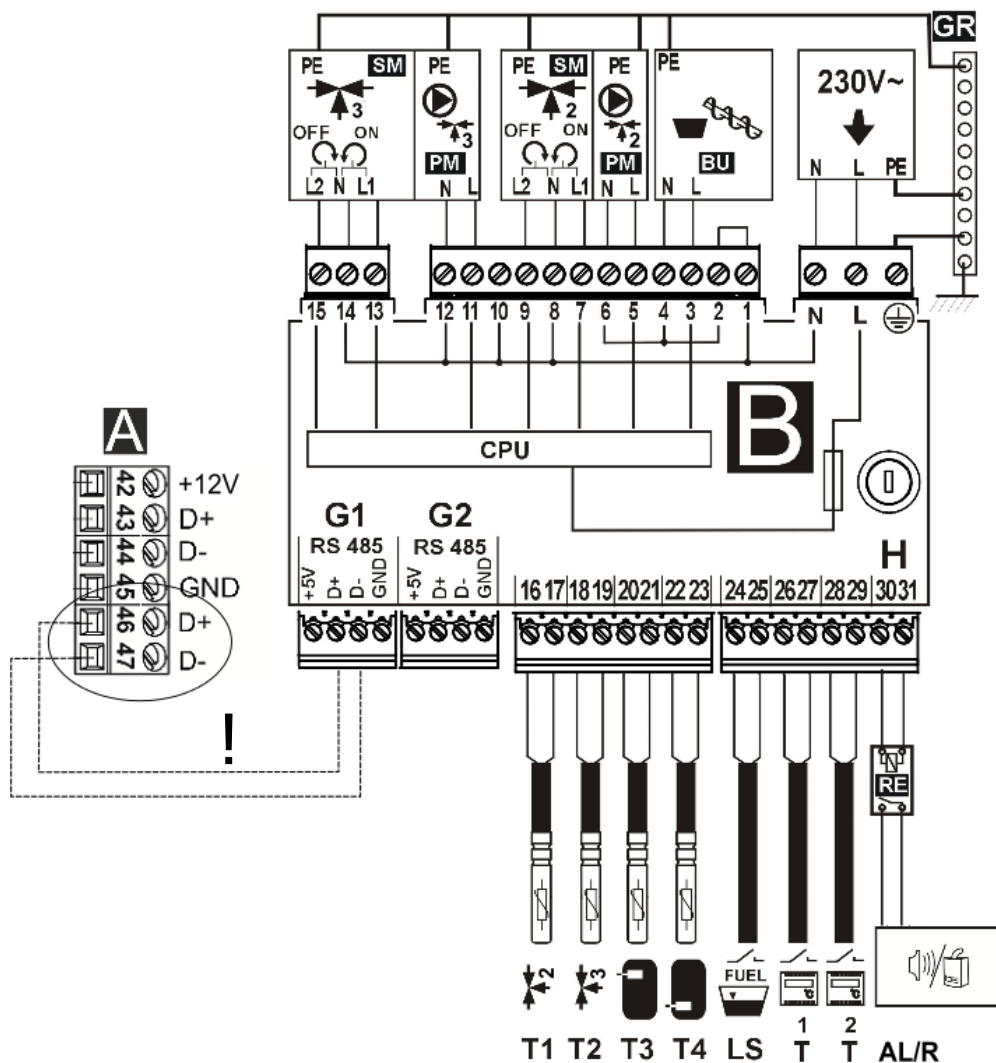 GR
PE SM PE PE SM PE PE 230V~
3 2
OFF ON 3 OFF ON 2
PM PM BU N L PE
L2 N L1 N L L2 N L1 N L N L
15 14 13 12 11 10 9 8 7 6 5 4 3 2 1 N L
B
CPU
A
42 +12V
43 D+
44 D-
45 GND
46 D+
47 D-
!
G1 G2 H
RS 485 RS 485
+5V D+ D- GND +5V D+ D- GND
16 17 18 19 20 21 22 23 24 25 26 27 28 29 30 31
RE
2 3 FUEL °C °C
1 2
T1 T2 T3 T4 LS T T AL/R